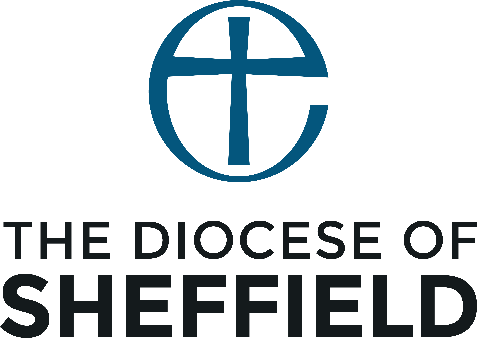 THE DIOCESE OF
SHEFFIELD